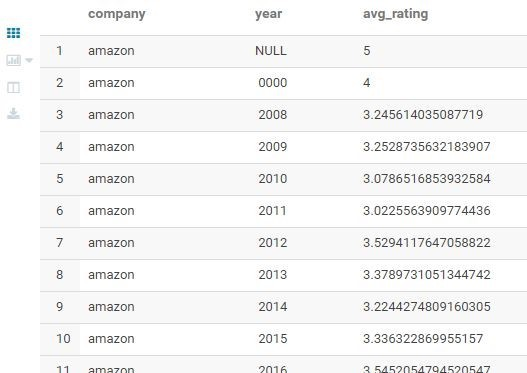 company year avg_rating
1 amazon NULL 5
2 amazon 0000 4
3 amazon 2008 3.245614035087719
4 amazon 2009 3.2528735632183907
5 amazon 2010 3.0786516853932584
6 amazon 2011 3.0225563909774436
7 amazon 2012 3.5294117647058822
8 amazon 2013 3.3789731051344742
9 amazon 2014 3.2244274809160305
10 amazon 2015 3.336322869955157
11 amazon 2016 3.5452054794520547